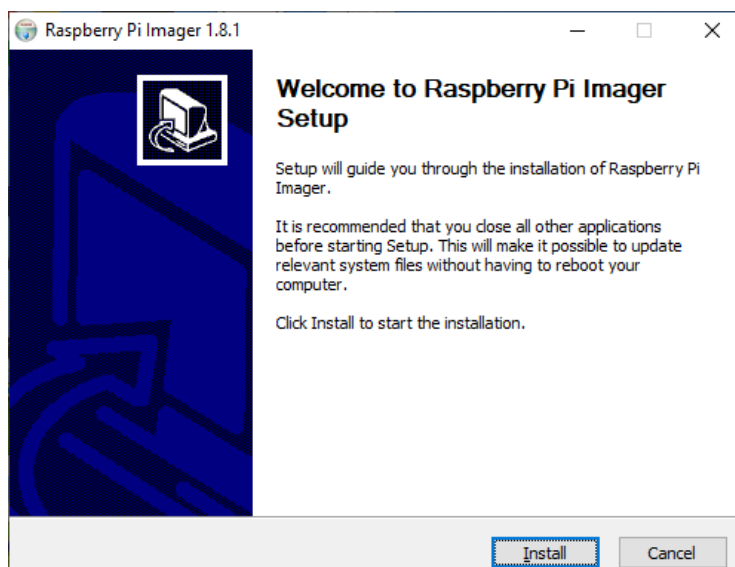 Raspberry Pi Imager 1.8.1
Welcome to Raspberry Pi Imager
Setup
Setup will guide you through the installation of Raspberry Pi
Imager.
It is recommended that you close all other applications
before starting Setup. This will make it possible to update
relevant system files without having to reboot your
computer.
Click Install to start the installation.
Install
Cancel